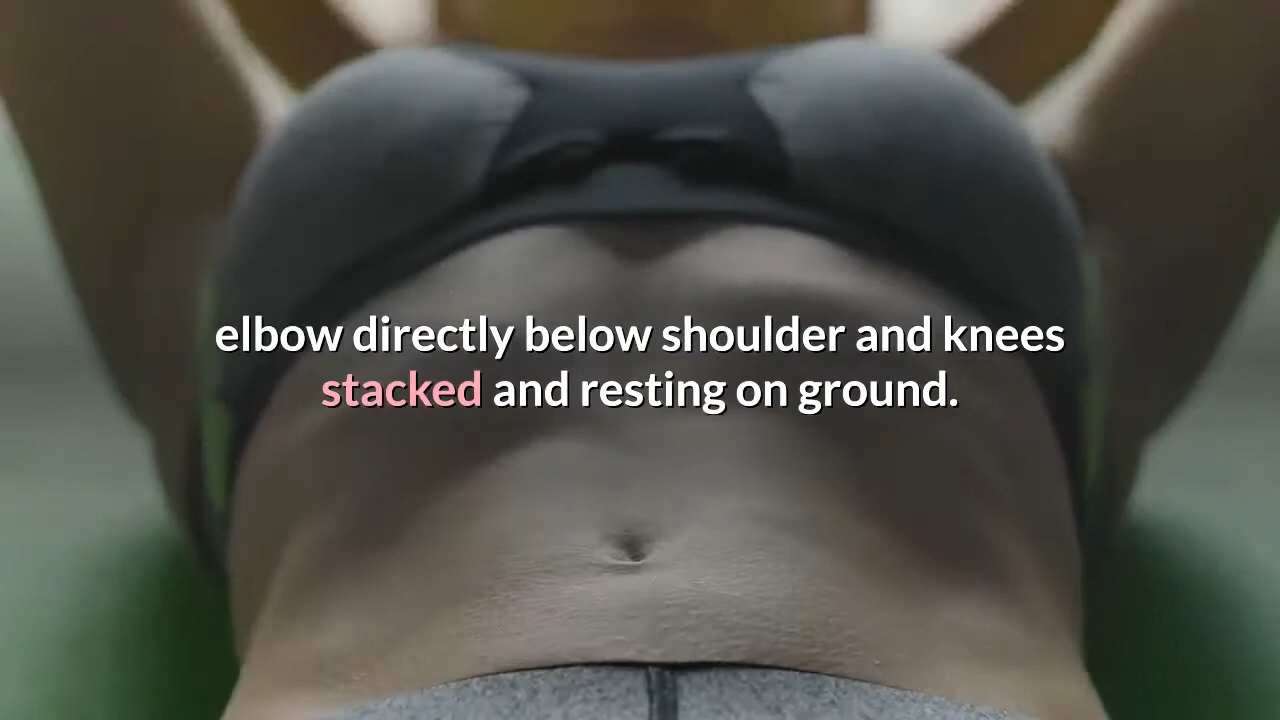 elbow directly below shoulder and knees
stacked and resting on ground.